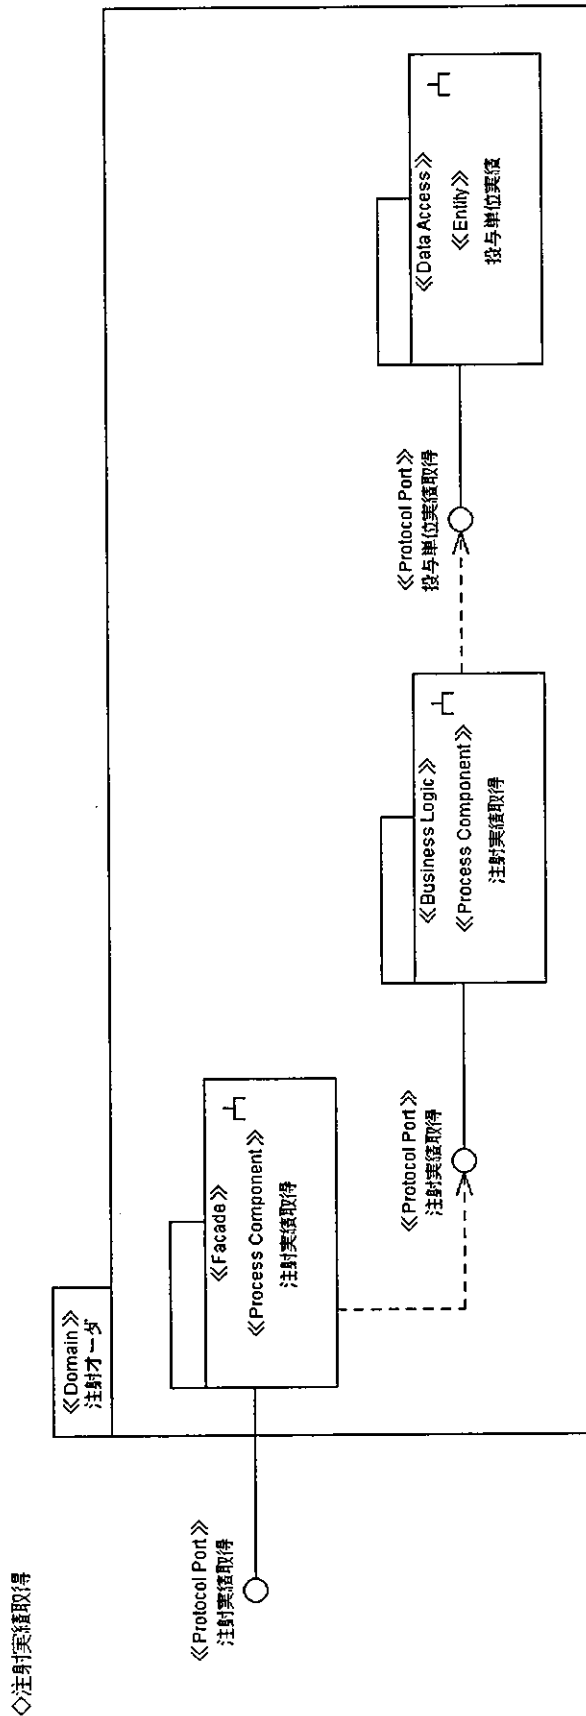 ◇注射実績取得
≪Domain≫
注射オーダ
≪Protocol Port≫
注射実績取得
≪Facade≫
≪Process Component≫
注射実績取得
≪Protocol Port≫
注射実績取得
≪Business Logic≫
≪Process Component≫
注射実績取得
≪Protocol Port≫
投与単位実績取得
≪Data Access≫
≪Entity≫
投与単位実績